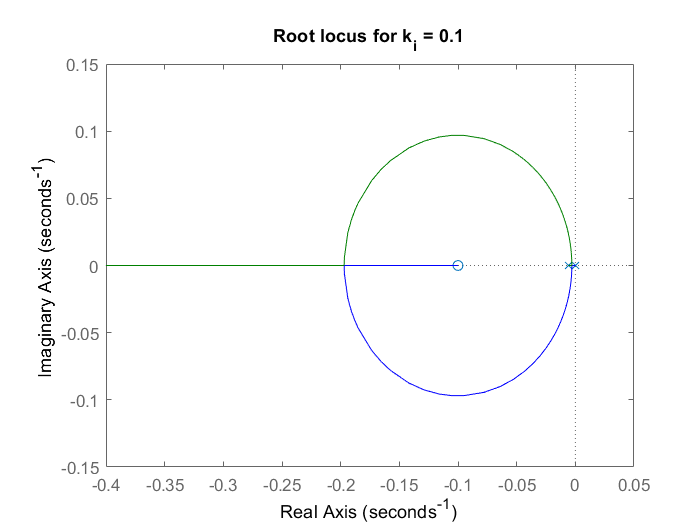 Root locus for kᵢ = 0.1
0.15
0.1
0.05
0
-0.05
-0.1
-0.15
Imaginary Axis (seconds⁻¹)
-0.4 -0.35 -0.3 -0.25 -0.2 -0.15 -0.1 -0.05 0 0.05
Real Axis (seconds⁻¹)